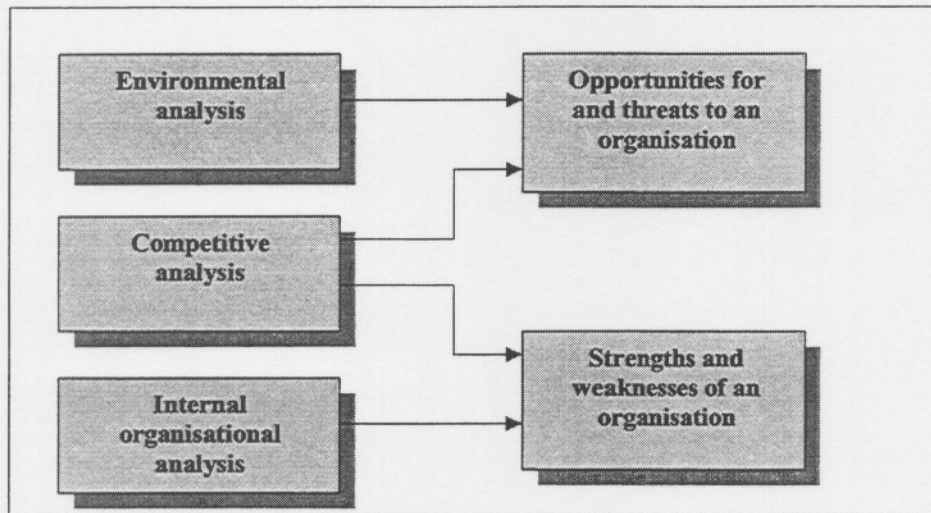 Environmental
analysis
Opportunities for
and threats to an
organisation
Competitive
analysis
Strengths and
weaknesses of an
organisation
Internal
organisational
analysis